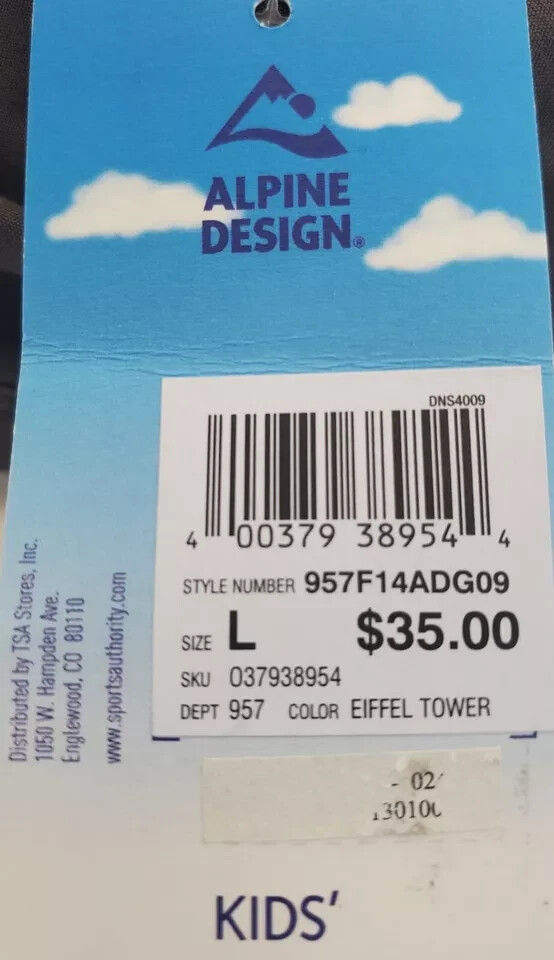 ALPINE
DESIGN®
DNS4009
4 00379 38954 4
STYLE NUMBER 957F14ADG09
SIZE L $35.00
SKU 037938954
DEPT 957 COLOR EIFFEL TOWER
Distributed by TSA Stores, Inc.
1050 W. Hampden Ave.
Englewood, CO 80110
www.sportsauthority.com
- 02
KIDS'